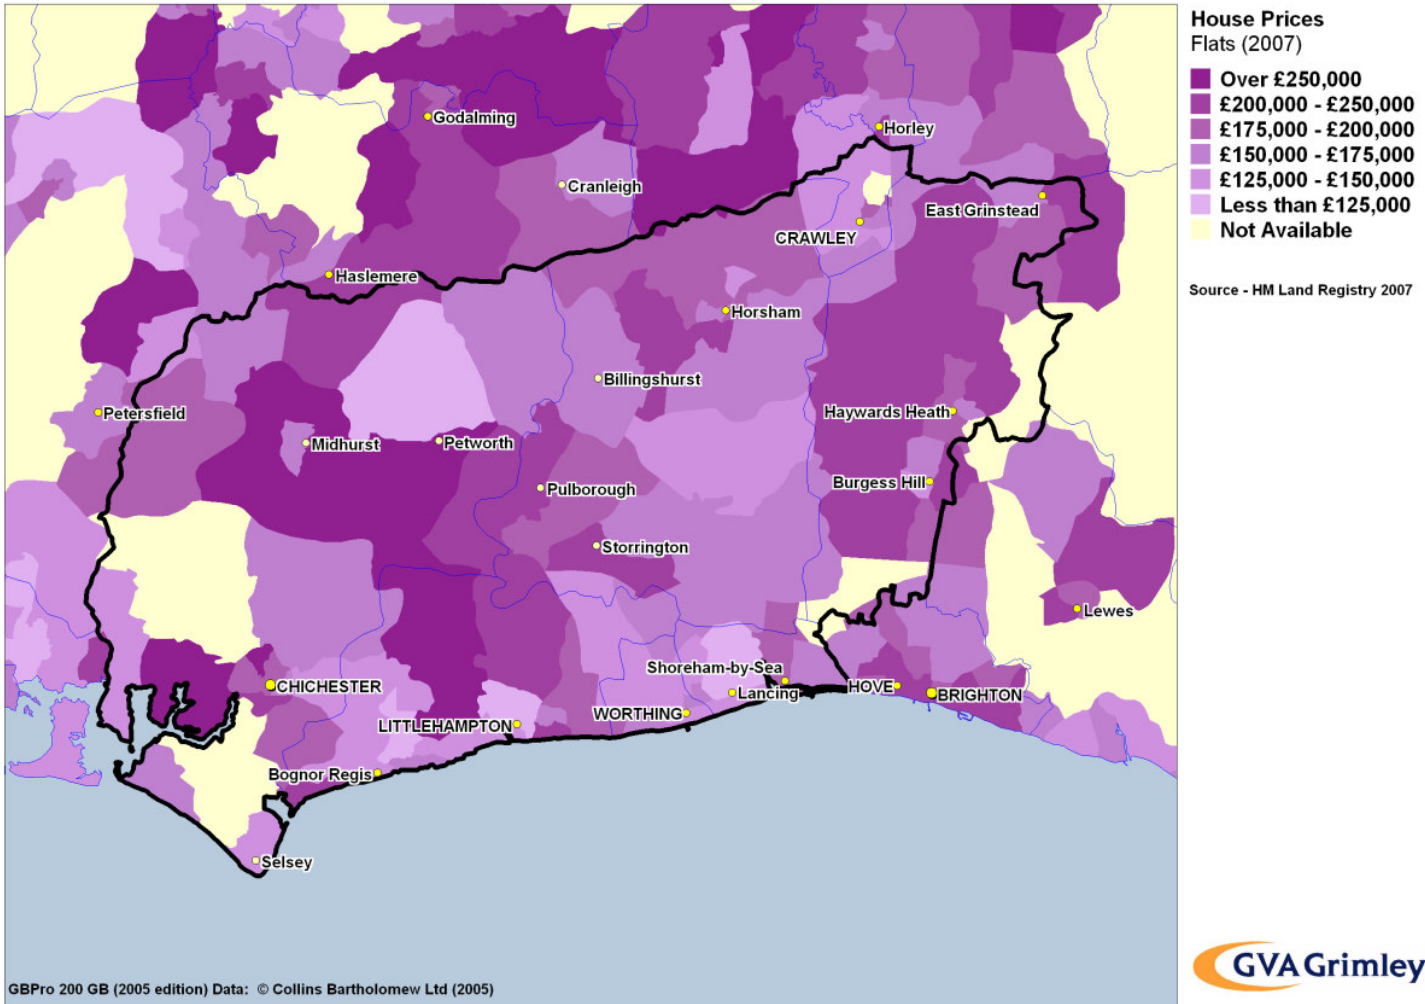 House Prices
Flats (2007)
Over £250,000
£200,000 - £250,000
£175,000 - £200,000
£150,000 - £175,000
£125,000 - £150,000
Less than £125,000
Not Available
Source - HM Land Registry 2007
Godalming
Horley
Cranleigh
East Grinstead
CRAWLEY
Haslemere
Horsham
Billingshurst
Petersfield
Haywards Heath
Midhurst
Petworth
Burgess Hill
Pulborough
Storrington
Lewes
Shoreham-by-Sea
CHICHESTER
HOVE
Lancing
BRIGHTON
WORTHING
LITTLEHAMPTON
Bognor Regis
Selsey
GVA Grimley
GBPro 200 GB (2005 edition) Data: © Collins Bartholomew Ltd (2005)